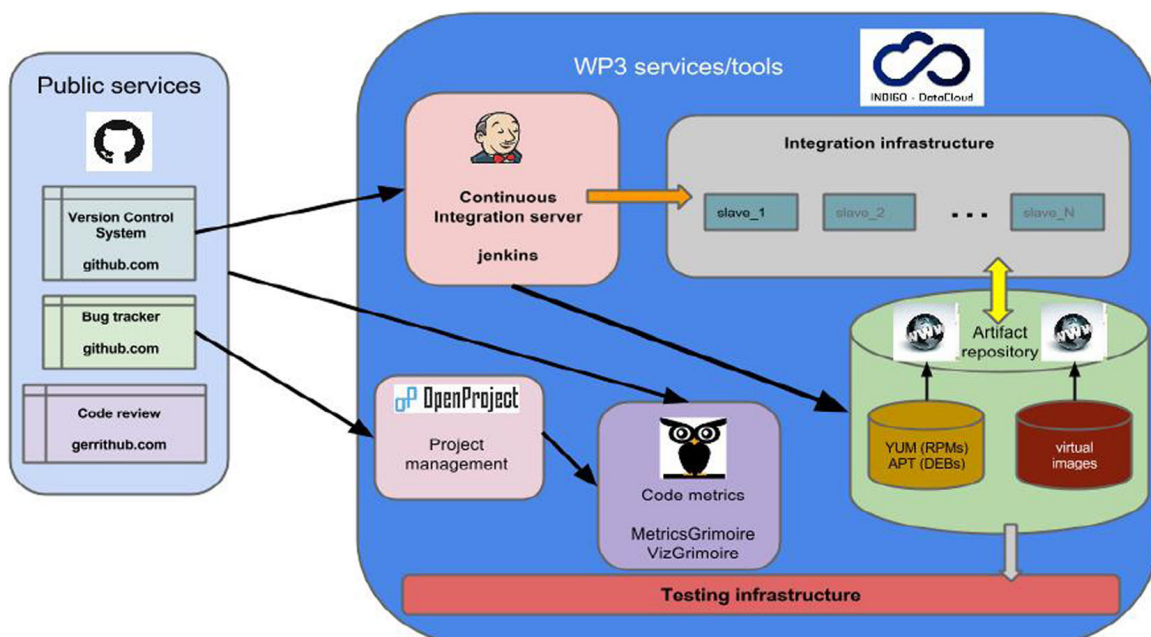 Public services
Version Control
System
github.com
Bug tracker
github.com
Code review
gerrithub.com
WP3 services/tools
INDIGO - DataCloud
Continuous
Integration server
jenkins
Integration infrastructure
slave_1
slave_2
...
slave_N
Artifact
repository
WWW
WWW
YUM (RPMs)
APT (DEBs)
virtual
images
OpenProject
Project
management
Code metrics
MetricsGrimoire
VizGrimoire
Testing infrastructure